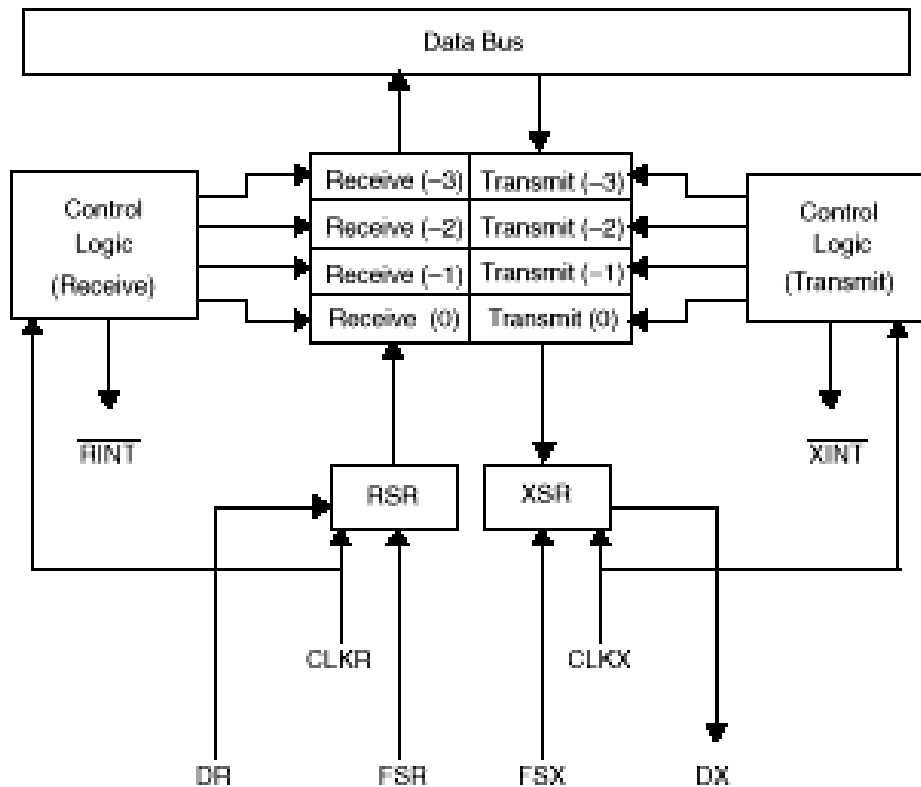 Data Bus
Control
Logic
(Receive)
Receive (–3)
Transmit (–3)
Receive (–2)
Transmit (–2)
Receive (–1)
Transmit (–1)
Receive (0)
Transmit (0)
Control
Logic
(Transmit)
RINT
XINT
RSR
XSR
CLKR
CLKX
DR
FSR
FSX
DX